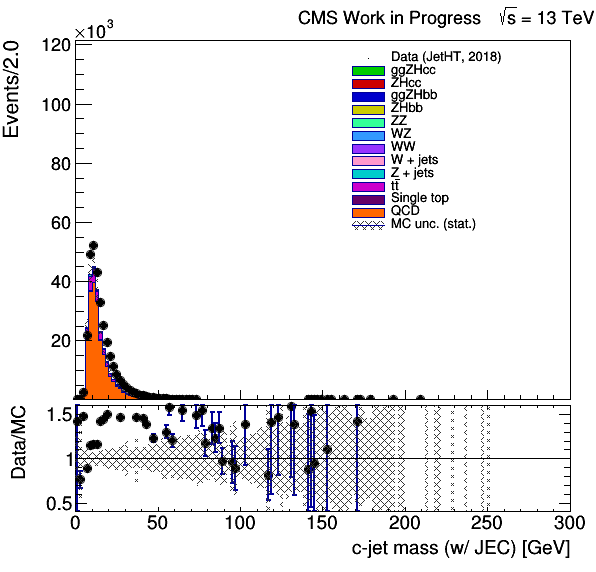 CMS Work in Progress √s = 13 TeV
×10³
Events/2.0
120
100
80
60
40
20
Data (JetHT, 2018)
ggZHcc
ZHcc
ggZHbb
ZHbb
ZZ
WZ
WW
W + jets
Z + jets
tt̄
Single top
QCD
MC unc. (stat.)
Data/MC
1.5
1
0.5
0 50 100 150 200 250 300
c-jet mass (w/ JEC) [GeV]